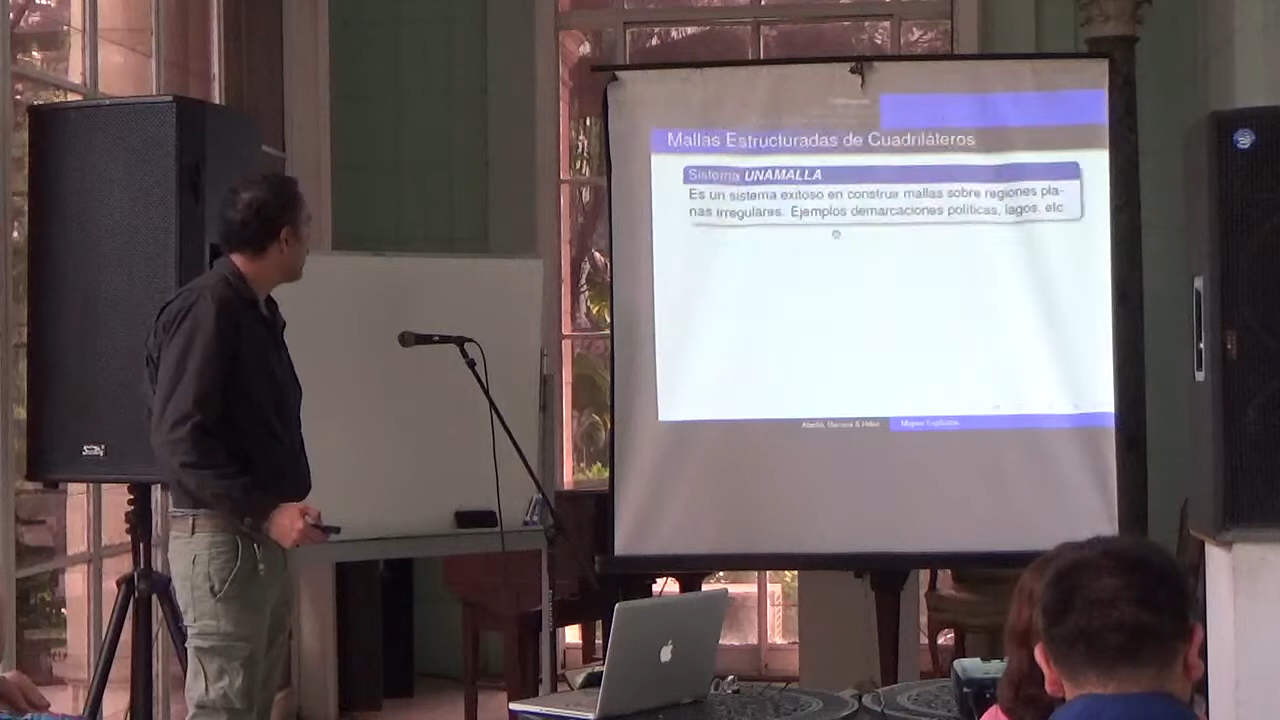 Mallas Estructuradas de Cuadriláteros
Sistema UNAMALLA
Es un sistema exitoso en construir mallas sobre regiones pla-
nas irregulares. Ejemplos demarcaciones políticas, lagos, etc